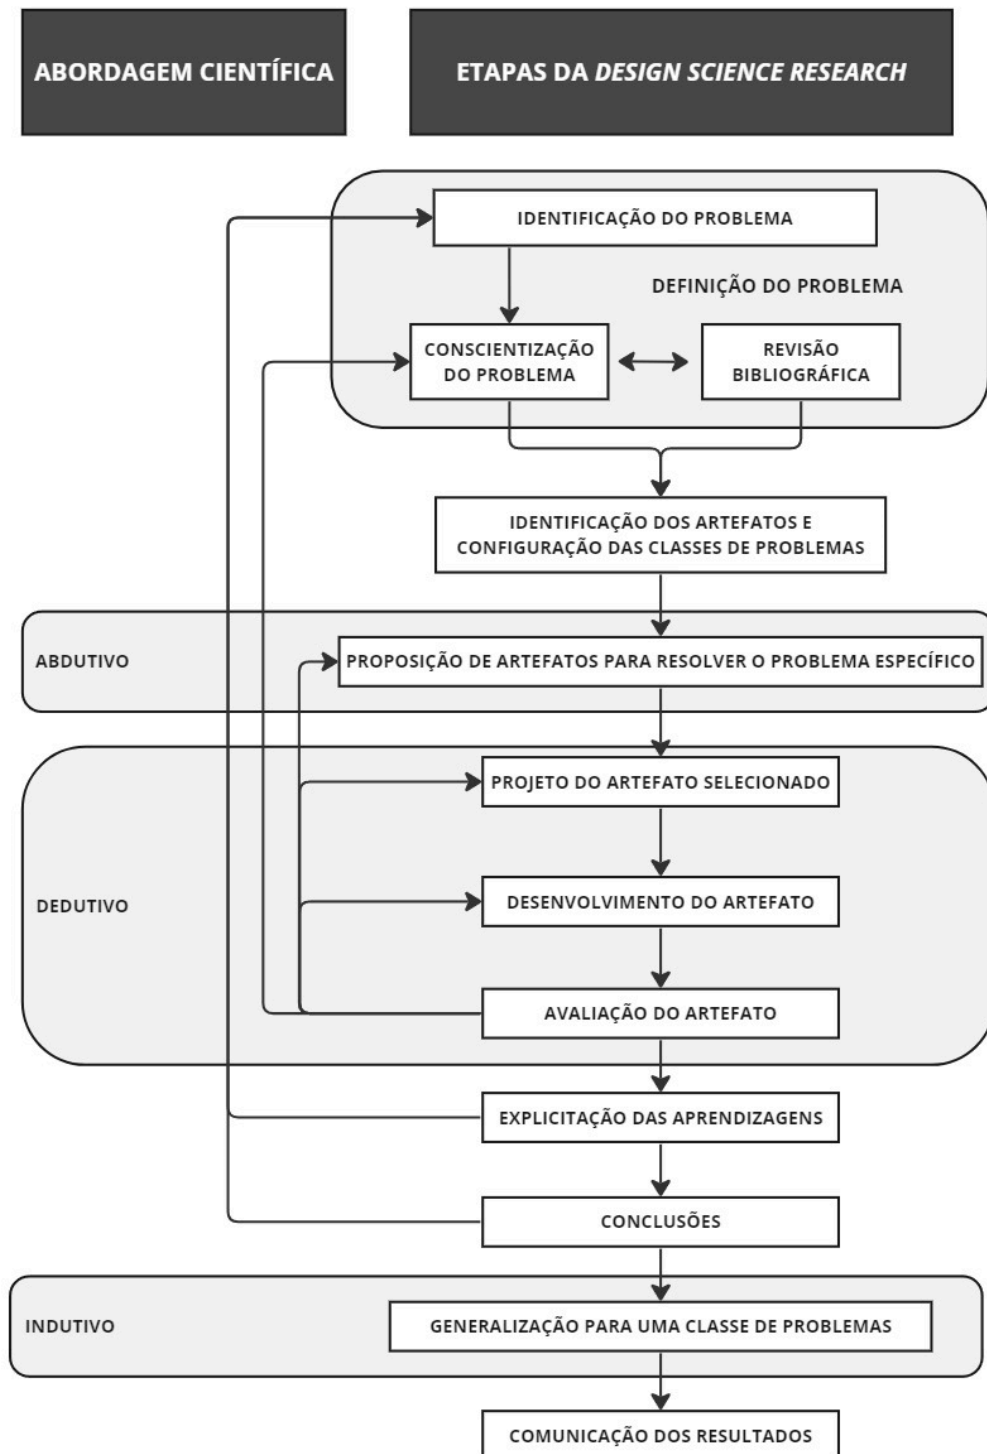 ABORDAGEM CIENTÍFICA
ETAPAS DA DESIGN SCIENCE RESEARCH
IDENTIFICAÇÃO DO PROBLEMA
DEFINIÇÃO DO PROBLEMA
CONSCIENTIZAÇÃO
DO PROBLEMA
REVISÃO
BIBLIOGRÁFICA
IDENTIFICAÇÃO DOS ARTEFATOS E
CONFIGURAÇÃO DAS CLASSES DE PROBLEMAS
ABDUTIVO
PROPOSIÇÃO DE ARTEFATOS PARA RESOLVER O PROBLEMA ESPECÍFICO
PROJETO DO ARTEFATO SELECIONADO
DEDUTIVO
DESENVOLVIMENTO DO ARTEFATO
AVALIAÇÃO DO ARTEFATO
EXPLICITAÇÃO DAS APRENDIZAGENS
CONCLUSÕES
INDUTIVO
GENERALIZAÇÃO PARA UMA CLASSE DE PROBLEMAS
COMUNICAÇÃO DOS RESULTADOS